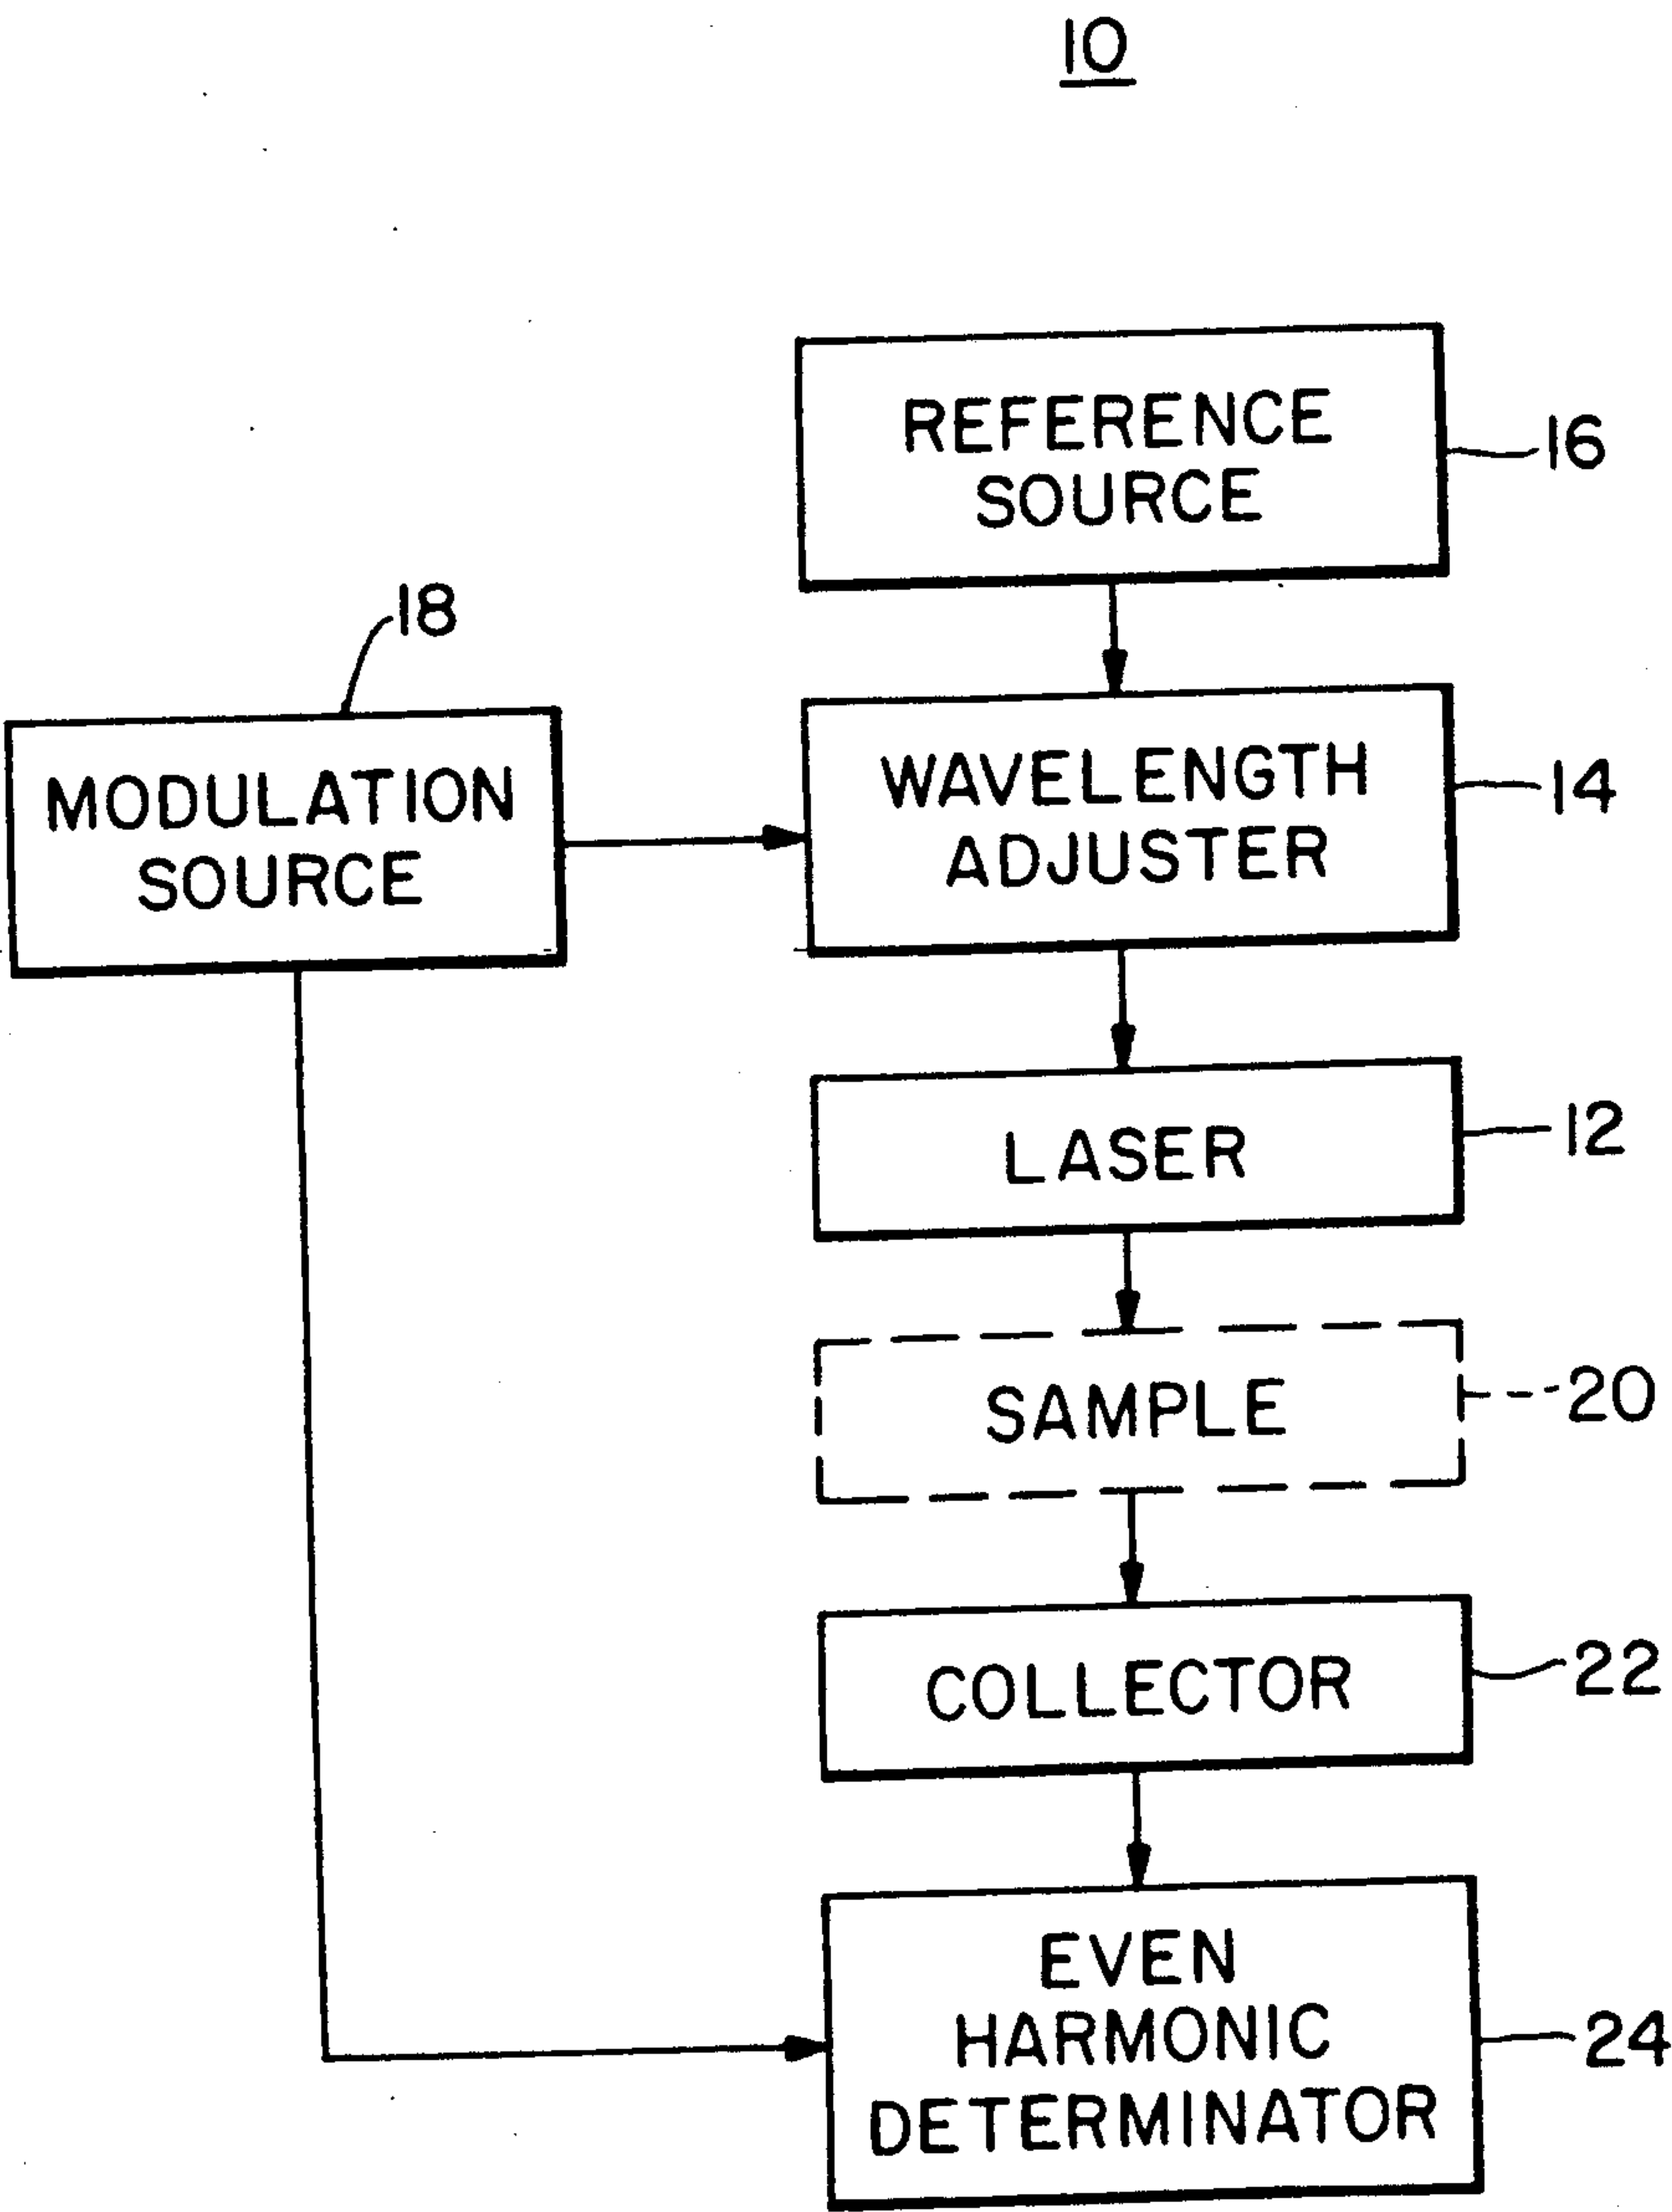 10
REFERENCE
SOURCE
16
18
MODULATION
SOURCE
WAVELENGTH
ADJUSTER
14
LASER
12
SAMPLE
20
COLLECTOR
22
EVEN
HARMONIC
DETERMINATOR
24